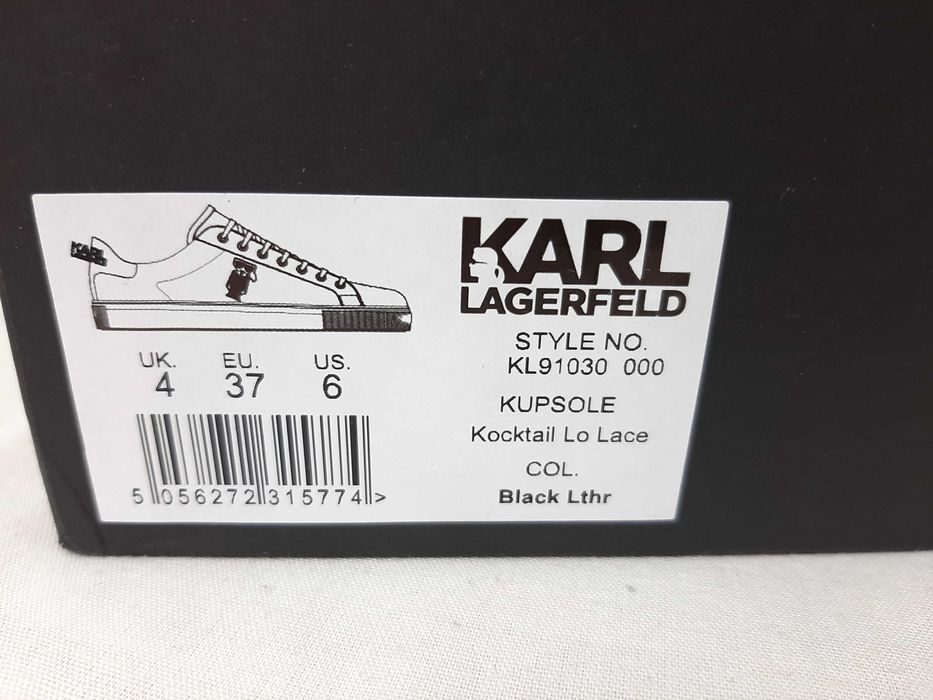 KARL
KARL
LAGERFELD
STYLE NO.
KL91030 000
UK. EU. US.
4 37 6
KUPSOLE
Kocktail Lo Lace
COL.
Black Lthr
5 056272 315774 >